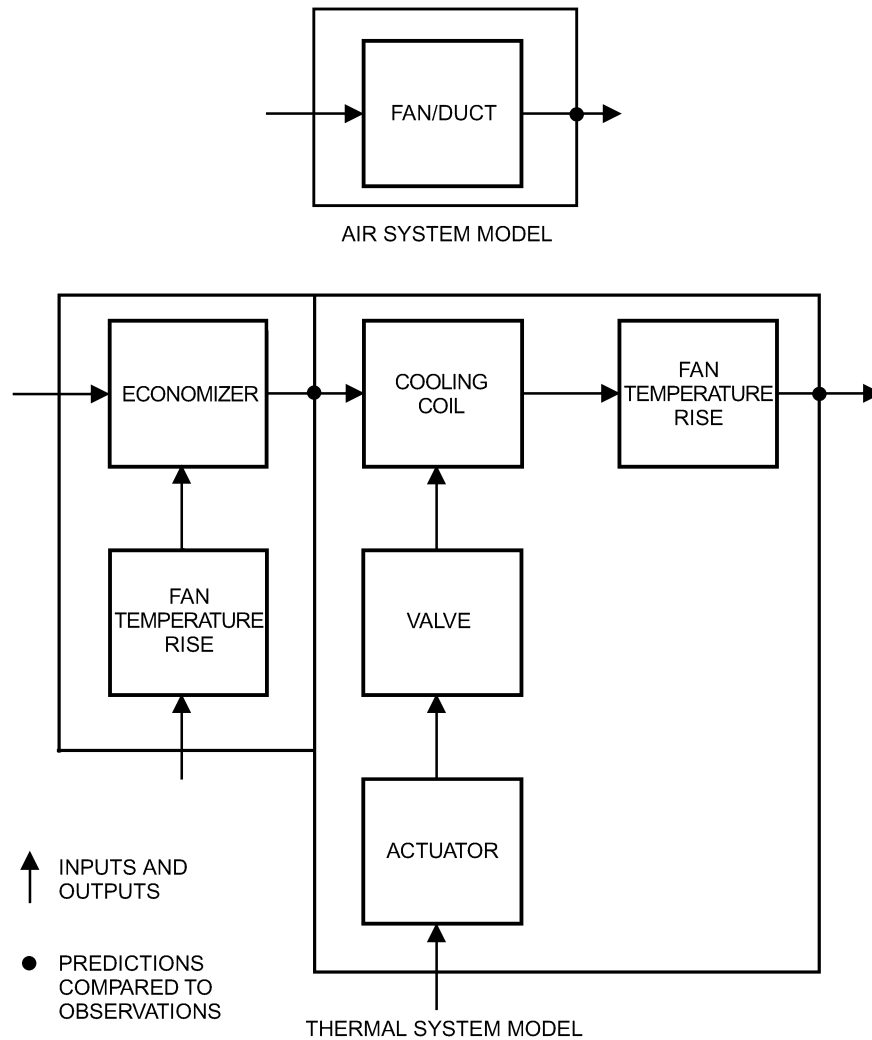 FAN/DUCT
AIR SYSTEM MODEL
ECONOMIZER
COOLING
COIL
FAN
TEMPERATURE
RISE
FAN
TEMPERATURE
RISE
VALVE
ACTUATOR
INPUTS AND
OUTPUTS
PREDICTIONS
COMPARED TO
OBSERVATIONS
THERMAL SYSTEM MODEL